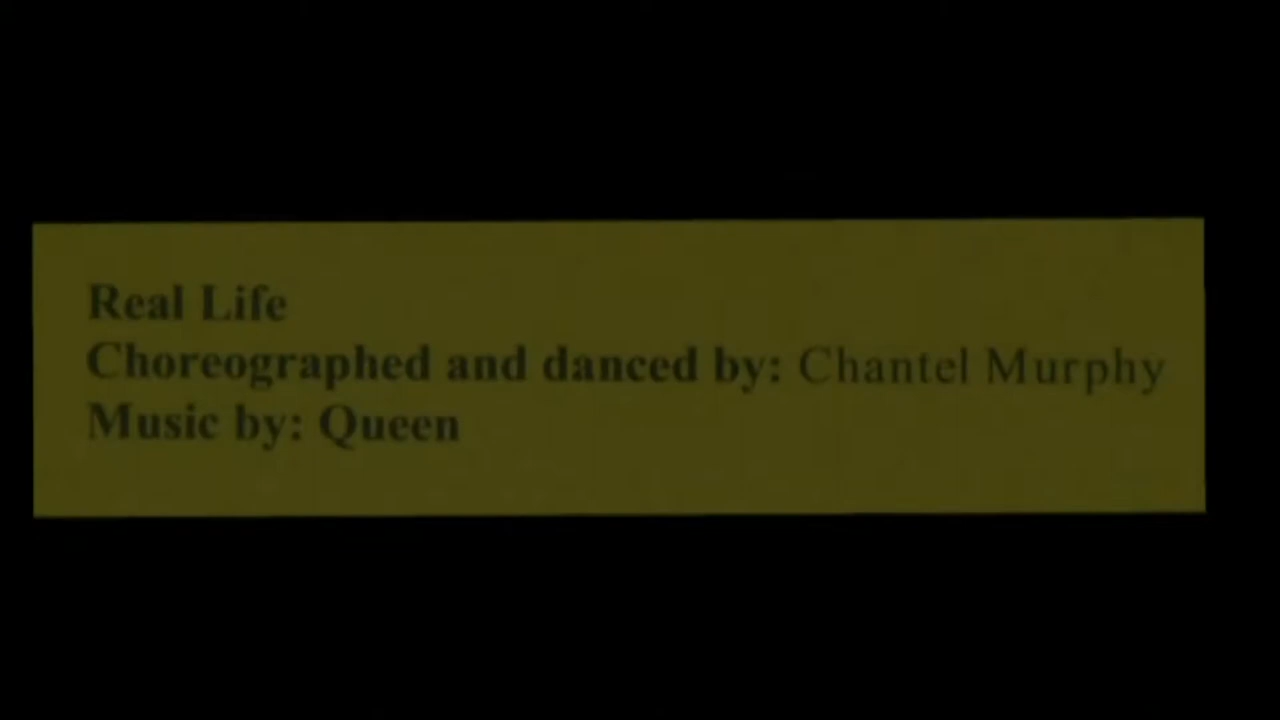 Real Life
Choreographed and danced by: Chantel Murphy
Music by: Queen